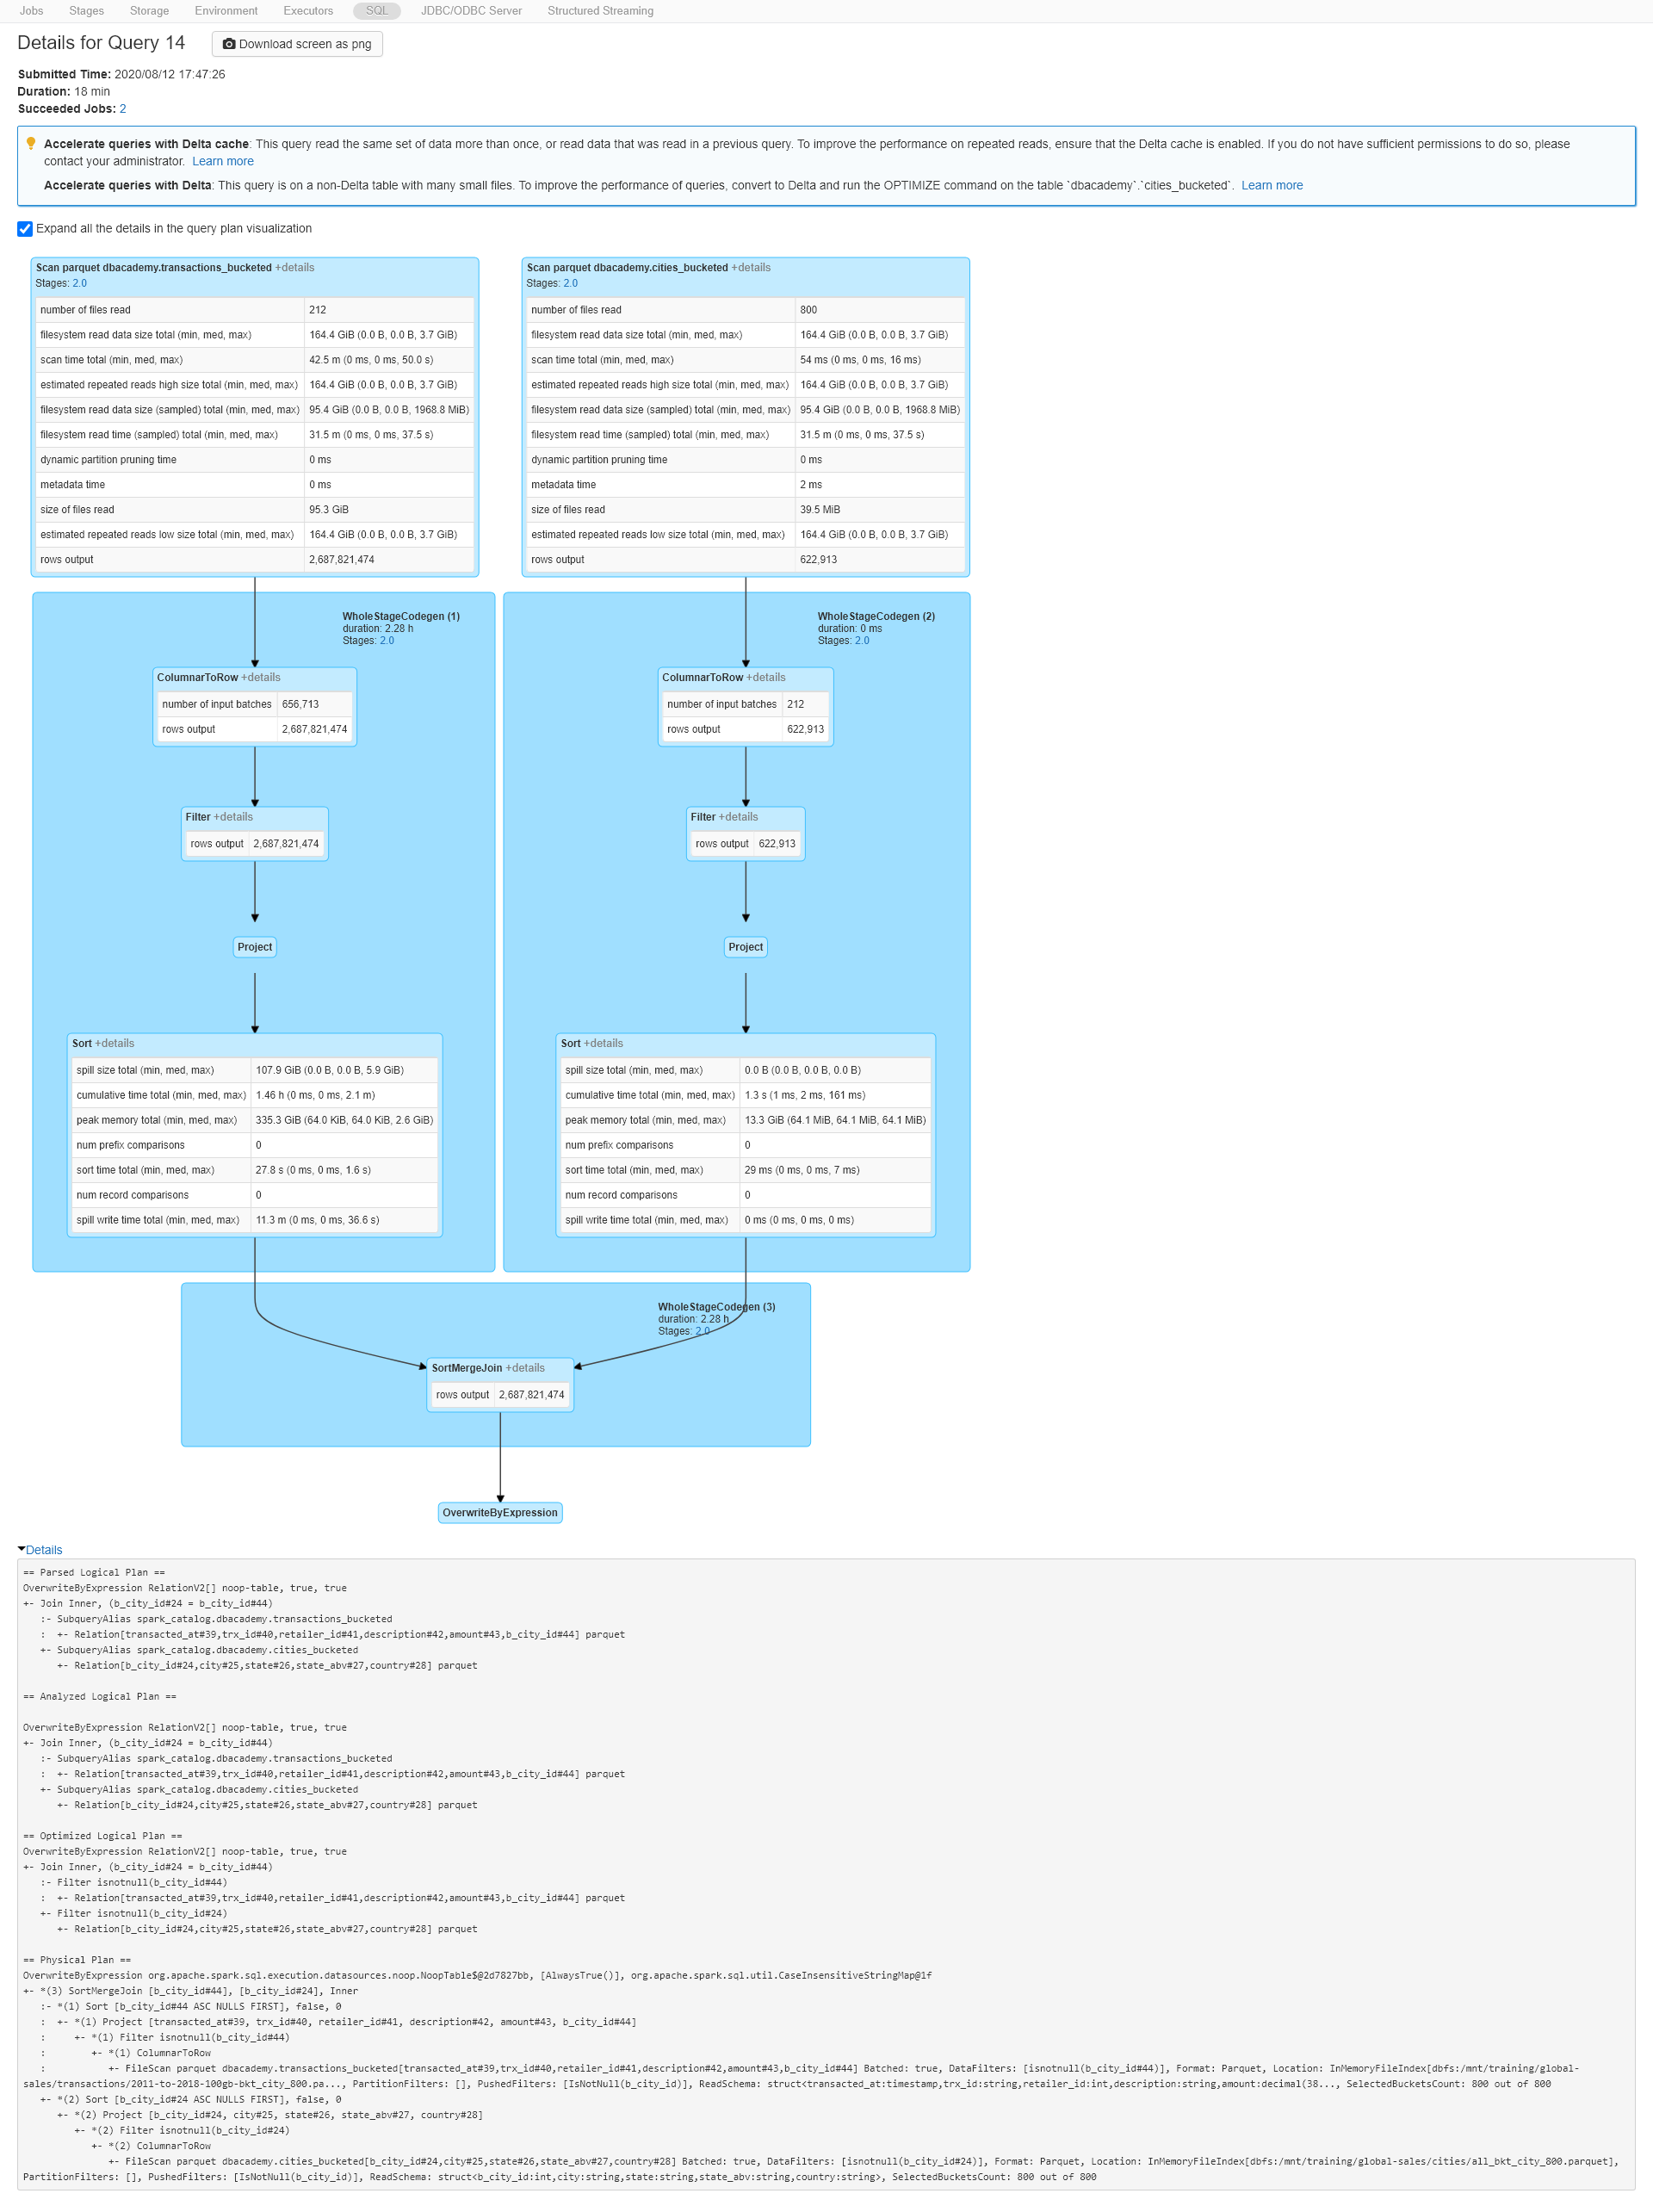 Jobs Stages Storage Environment Executors SQL JDBC/ODBC Server Structured Streaming
Details for Query 14 Download screen as png
Submitted Time: 2020/08/12 17:47:26
Duration: 18 min
Succeeded Jobs: 2
Accelerate queries with Delta cache: This query read the same set of data more than once, or read data that was read in a previous query. To improve the performance on repeated reads, ensure that the Delta cache is enabled. If you do not have sufficient permissions to do so, please
contact your administrator. Learn more
Accelerate queries with Delta: This query is on a non-Delta table with many small files. To improve the performance of queries, convert to Delta and run the OPTIMIZE command on the table `dbacademy`.`cities_bucketed`. Learn more
Expand all the details in the query plan visualization
Scan parquet dbacademy.transactions_bucketed +details
Stages: 2.0
number of files read 212
filesystem read data size total (min, med, max) 164.4 GiB (0.0 B, 0.0 B, 3.7 GiB)
scan time total (min, med, max) 42.5 m (0 ms, 0 ms, 50.0 s)
estimated repeated reads high size total (min, med, max) 164.4 GiB (0.0 B, 0.0 B, 3.7 GiB)
filesystem read data size (sampled) total (min, med, max) 95.4 GiB (0.0 B, 0.0 B, 1968.8 MiB)
filesystem read time (sampled) total (min, med, max) 31.5 m (0 ms, 0 ms, 37.5 s)
dynamic partition pruning time 0 ms
metadata time 0 ms
size of files read 95.3 GiB
estimated repeated reads low size total (min, med, max) 164.4 GiB (0.0 B, 0.0 B, 3.7 GiB)
rows output 2,687,821,474
Scan parquet dbacademy.cities_bucketed +details
Stages: 2.0
number of files read 800
filesystem read data size total (min, med, max) 164.4 GiB (0.0 B, 0.0 B, 3.7 GiB)
scan time total (min, med, max) 54 ms (0 ms, 0 ms, 16 ms)
estimated repeated reads high size total (min, med, max) 164.4 GiB (0.0 B, 0.0 B, 3.7 GiB)
filesystem read data size (sampled) total (min, med, max) 95.4 GiB (0.0 B, 0.0 B, 1968.8 MiB)
filesystem read time (sampled) total (min, med, max) 31.5 m (0 ms, 0 ms, 37.5 s)
dynamic partition pruning time 0 ms
metadata time 2 ms
size of files read 39.5 MiB
estimated repeated reads low size total (min, med, max) 164.4 GiB (0.0 B, 0.0 B, 3.7 GiB)
rows output 622,913
WholeStageCodegen (1)
duration: 2.28 h
Stages: 2.0
ColumnarToRow +details
number of input batches 656,713
rows output 2,687,821,474
Filter +details
rows output 2,687,821,474
Project
Sort +details
spill size total (min, med, max) 107.9 GiB (0.0 B, 0.0 B, 5.9 GiB)
cumulative time total (min, med, max) 1.46 h (0 ms, 0 ms, 2.1 m)
peak memory total (min, med, max) 335.3 GiB (64.0 KiB, 64.0 KiB, 2.6 GiB)
num prefix comparisons 0
sort time total (min, med, max) 27.8 s (0 ms, 0 ms, 1.6 s)
num record comparisons 0
spill write time total (min, med, max) 11.3 m (0 ms, 0 ms, 36.6 s)
WholeStageCodegen (2)
duration: 0 ms
Stages: 2.0
ColumnarToRow +details
number of input batches 212
rows output 622,913
Filter +details
rows output 622,913
Project
Sort +details
spill size total (min, med, max) 0.0 B (0.0 B, 0.0 B, 0.0 B)
cumulative time total (min, med, max) 1.3 s (1 ms, 2 ms, 161 ms)
peak memory total (min, med, max) 13.3 GiB (64.1 MiB, 64.1 MiB, 64.1 MiB)
num prefix comparisons 0
sort time total (min, med, max) 29 ms (0 ms, 0 ms, 7 ms)
num record comparisons 0
spill write time total (min, med, max) 0 ms (0 ms, 0 ms, 0 ms)
WholeStageCodegen (3)
duration: 2.28 h
Stages: 2.0
SortMergeJoin +details
rows output 2,687,821,474
OverwriteByExpression
Details
== Parsed Logical Plan ==
OverwriteByExpression RelationV2[] noop-table, true, true
+- Join Inner, (b_city_id#24 = b_city_id#44)
   :- SubqueryAlias spark_catalog.dbacademy.transactions_bucketed
   :  +- Relation[transacted_at#39,trx_id#40,retailer_id#41,description#42,amount#43,b_city_id#44] parquet
   +- SubqueryAlias spark_catalog.dbacademy.cities_bucketed
      +- Relation[b_city_id#24,city#25,state#26,state_abv#27,country#28] parquet
== Analyzed Logical Plan ==
OverwriteByExpression RelationV2[] noop-table, true, true
+- Join Inner, (b_city_id#24 = b_city_id#44)
   :- SubqueryAlias spark_catalog.dbacademy.transactions_bucketed
   :  +- Relation[transacted_at#39,trx_id#40,retailer_id#41,description#42,amount#43,b_city_id#44] parquet
   +- SubqueryAlias spark_catalog.dbacademy.cities_bucketed
      +- Relation[b_city_id#24,city#25,state#26,state_abv#27,country#28] parquet
== Optimized Logical Plan ==
OverwriteByExpression RelationV2[] noop-table, true, true
+- Join Inner, (b_city_id#24 = b_city_id#44)
   :- Filter isnotnull(b_city_id#44)
   :  +- Relation[transacted_at#39,trx_id#40,retailer_id#41,description#42,amount#43,b_city_id#44] parquet
   +- Filter isnotnull(b_city_id#24)
      +- Relation[b_city_id#24,city#25,state#26,state_abv#27,country#28] parquet
== Physical Plan ==
OverwriteByExpression org.apache.spark.sql.execution.datasources.noop.NoopTable$@2d7827bb, [AlwaysTrue()], org.apache.spark.sql.util.CaseInsensitiveStringMap@1f
+- *(3) SortMergeJoin [b_city_id#44], [b_city_id#24], Inner
   :- *(1) Sort [b_city_id#44 ASC NULLS FIRST], false, 0
   :  +- *(1) Project [transacted_at#39, trx_id#40, retailer_id#41, description#42, amount#43, b_city_id#44]
   :     +- *(1) Filter isnotnull(b_city_id#44)
   :        +- *(1) ColumnarToRow
   :           +- FileScan parquet dbacademy.transactions_bucketed[transacted_at#39,trx_id#40,retailer_id#41,description#42,amount#43,b_city_id#44] Batched: true, DataFilters: [isnotnull(b_city_id#44)], Format: Parquet, Location: InMemoryFileIndex[dbfs:/mnt/training/global-
sales/transactions/2011-to-2018-100gb-bkt_city_800.pa..., PartitionFilters: [], PushedFilters: [IsNotNull(b_city_id)], ReadSchema: struct<transacted_at:timestamp,trx_id:string,retailer_id:int,description:string,amount:decimal(38..., SelectedBucketsCount: 800 out of 800
   +- *(2) Sort [b_city_id#24 ASC NULLS FIRST], false, 0
      +- *(2) Project [b_city_id#24, city#25, state#26, state_abv#27, country#28]
         +- *(2) Filter isnotnull(b_city_id#24)
            +- *(2) ColumnarToRow
               +- FileScan parquet dbacademy.cities_bucketed[b_city_id#24,city#25,state#26,state_abv#27,country#28] Batched: true, DataFilters: [isnotnull(b_city_id#24)], Format: Parquet, Location: InMemoryFileIndex[dbfs:/mnt/training/global-sales/cities/all_bkt_city_800.parquet],
PartitionFilters: [], PushedFilters: [IsNotNull(b_city_id)], ReadSchema: struct<b_city_id:int,city:string,state:string,state_abv:string,country:string>, SelectedBucketsCount: 800 out of 800